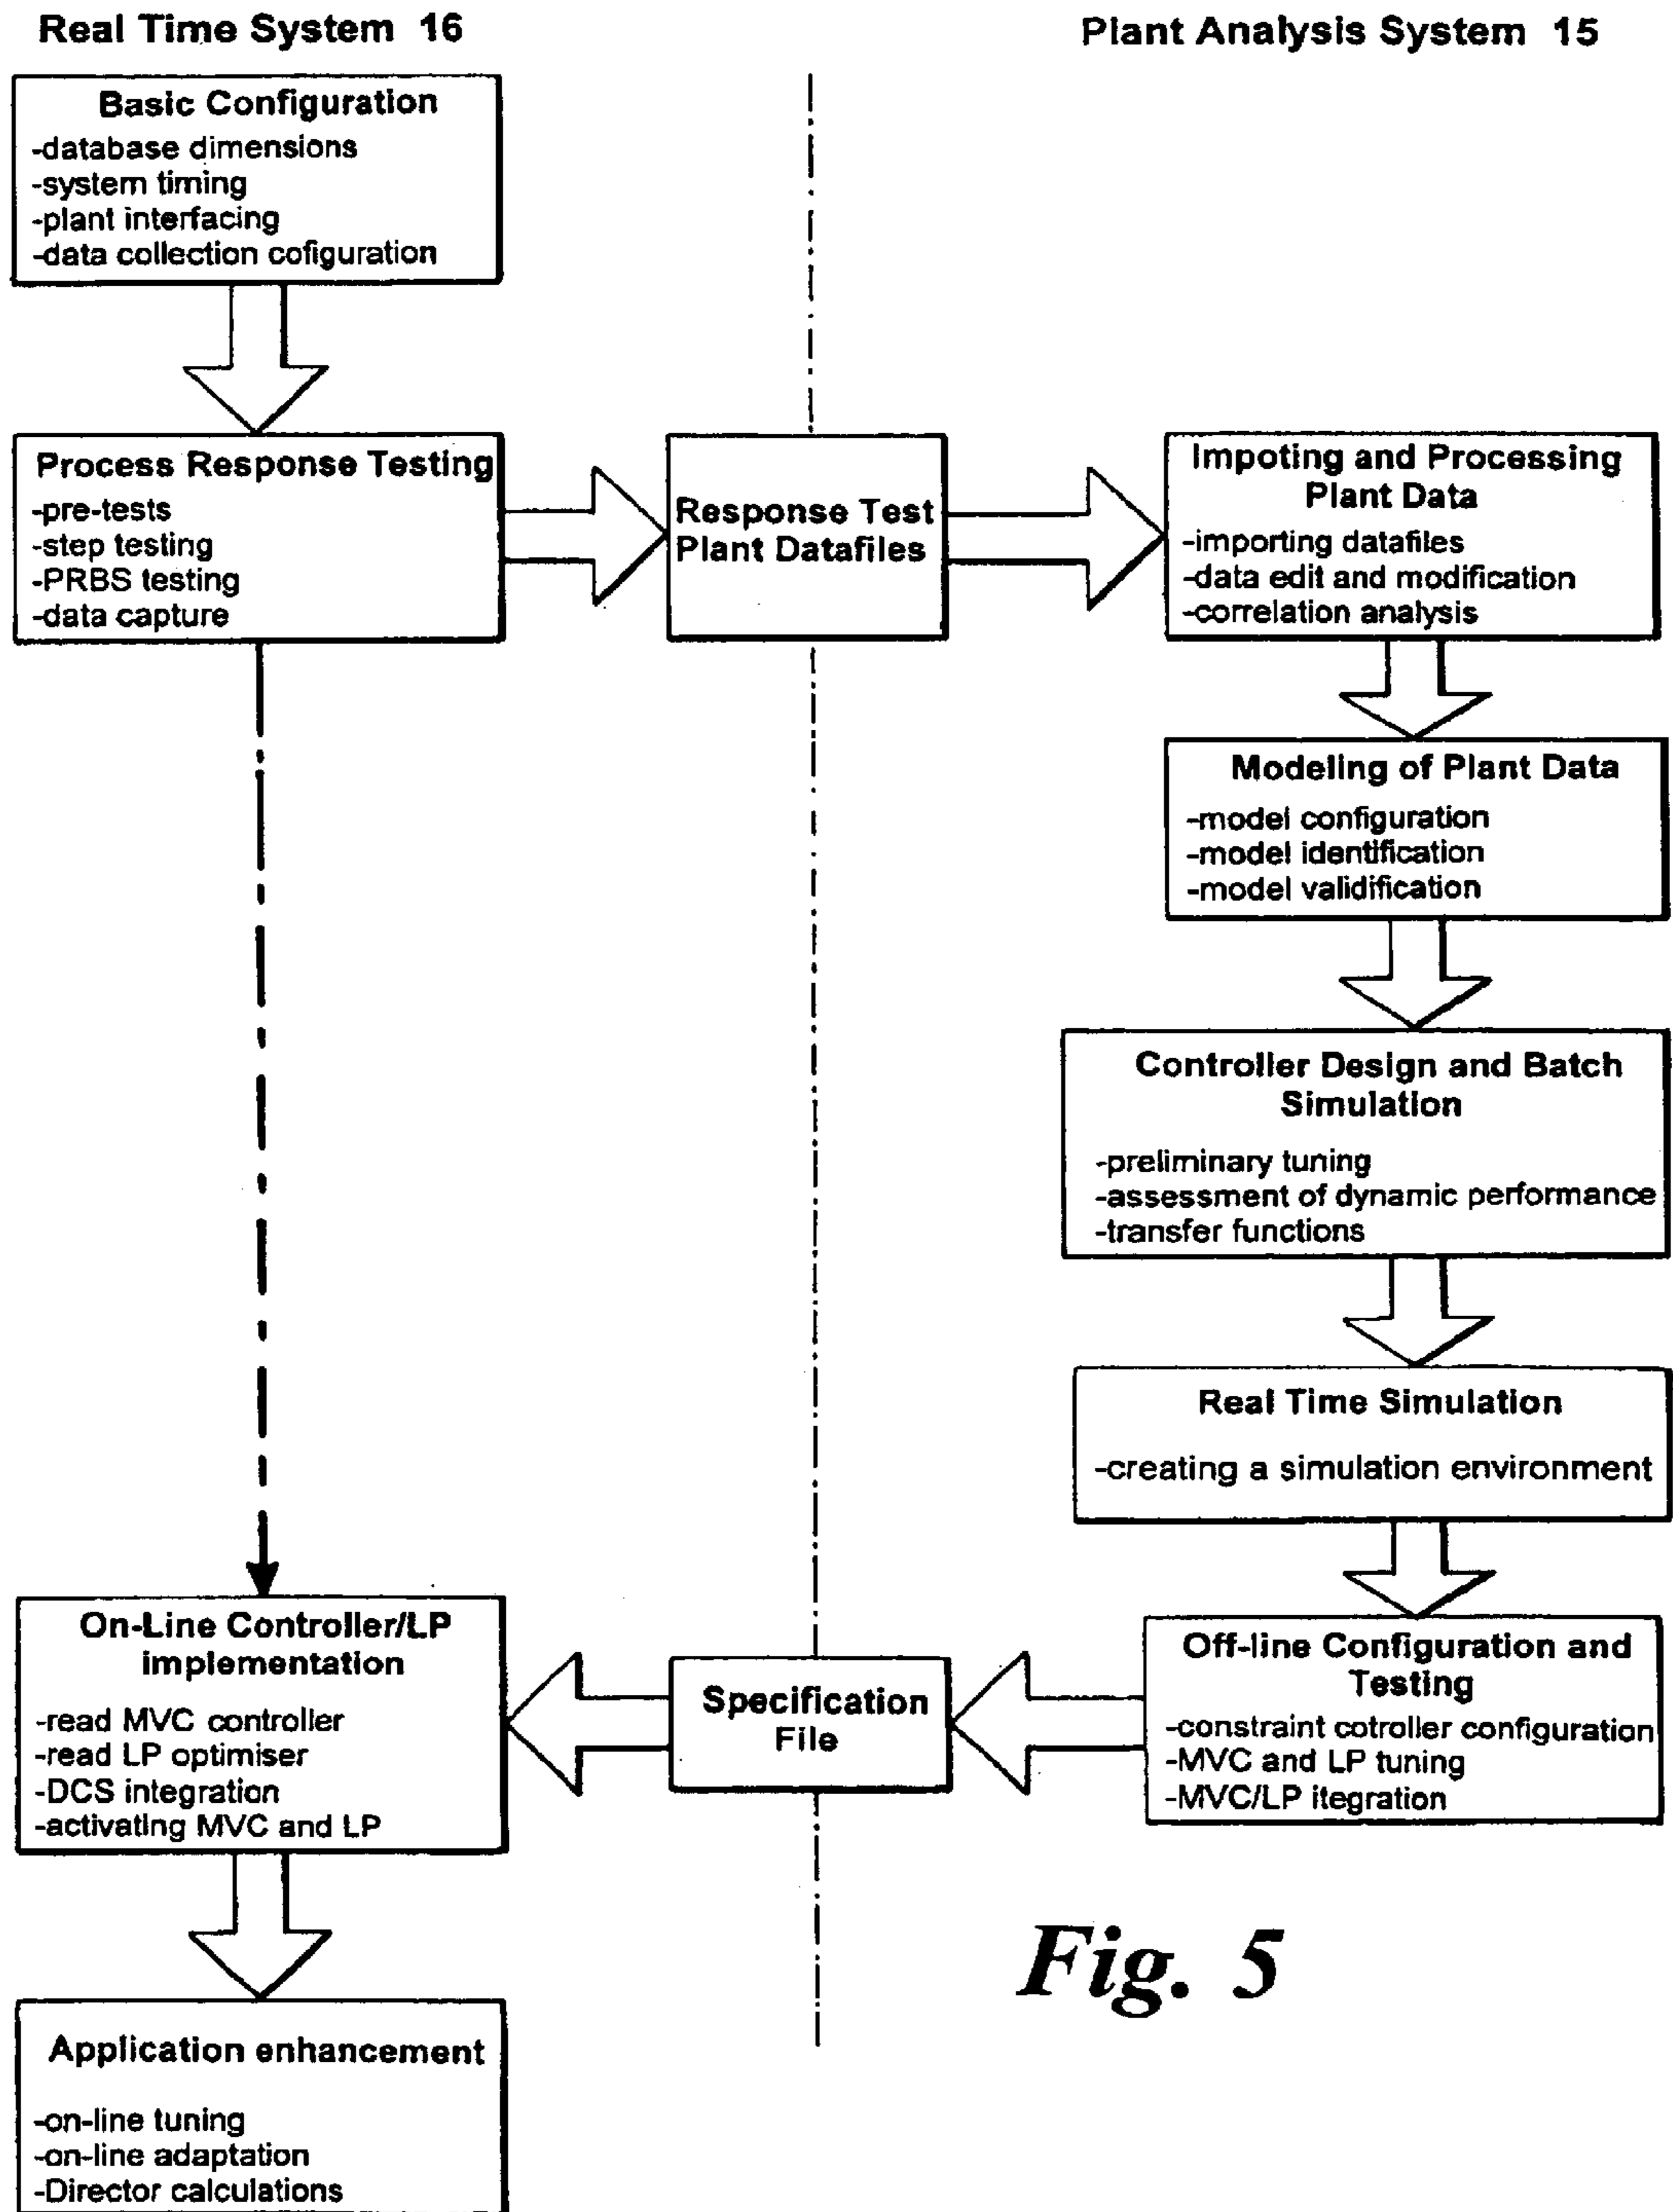 Real Time System 16
Plant Analysis System 15
Basic Configuration
-database dimensions
-system timing
-plant interfacing
-data collection cofiguration
Process Response Testing
-pre-tests
-step testing
-PRBS testing
-data capture
Response Test
Plant Datafiles
Impoting and Processing
Plant Data
-importing datafiles
-data edit and modification
-correlation analysis
Modeling of Plant Data
-model configuration
-model identification
-model validification
Controller Design and Batch
Simulation
-preliminary tuning
-assessment of dynamic performance
-transfer functions
Real Time Simulation
-creating a simulation environment
Off-line Configuration and
Testing
-constraint cotroller configuration
-MVC and LP tuning
-MVC/LP itegration
Specification
File
On-Line Controller/LP
implementation
-read MVC controller
-read LP optimiser
-DCS integration
-activating MVC and LP
Application enhancement
-on-line tuning
-on-line adaptation
-Director calculations
Fig. 5